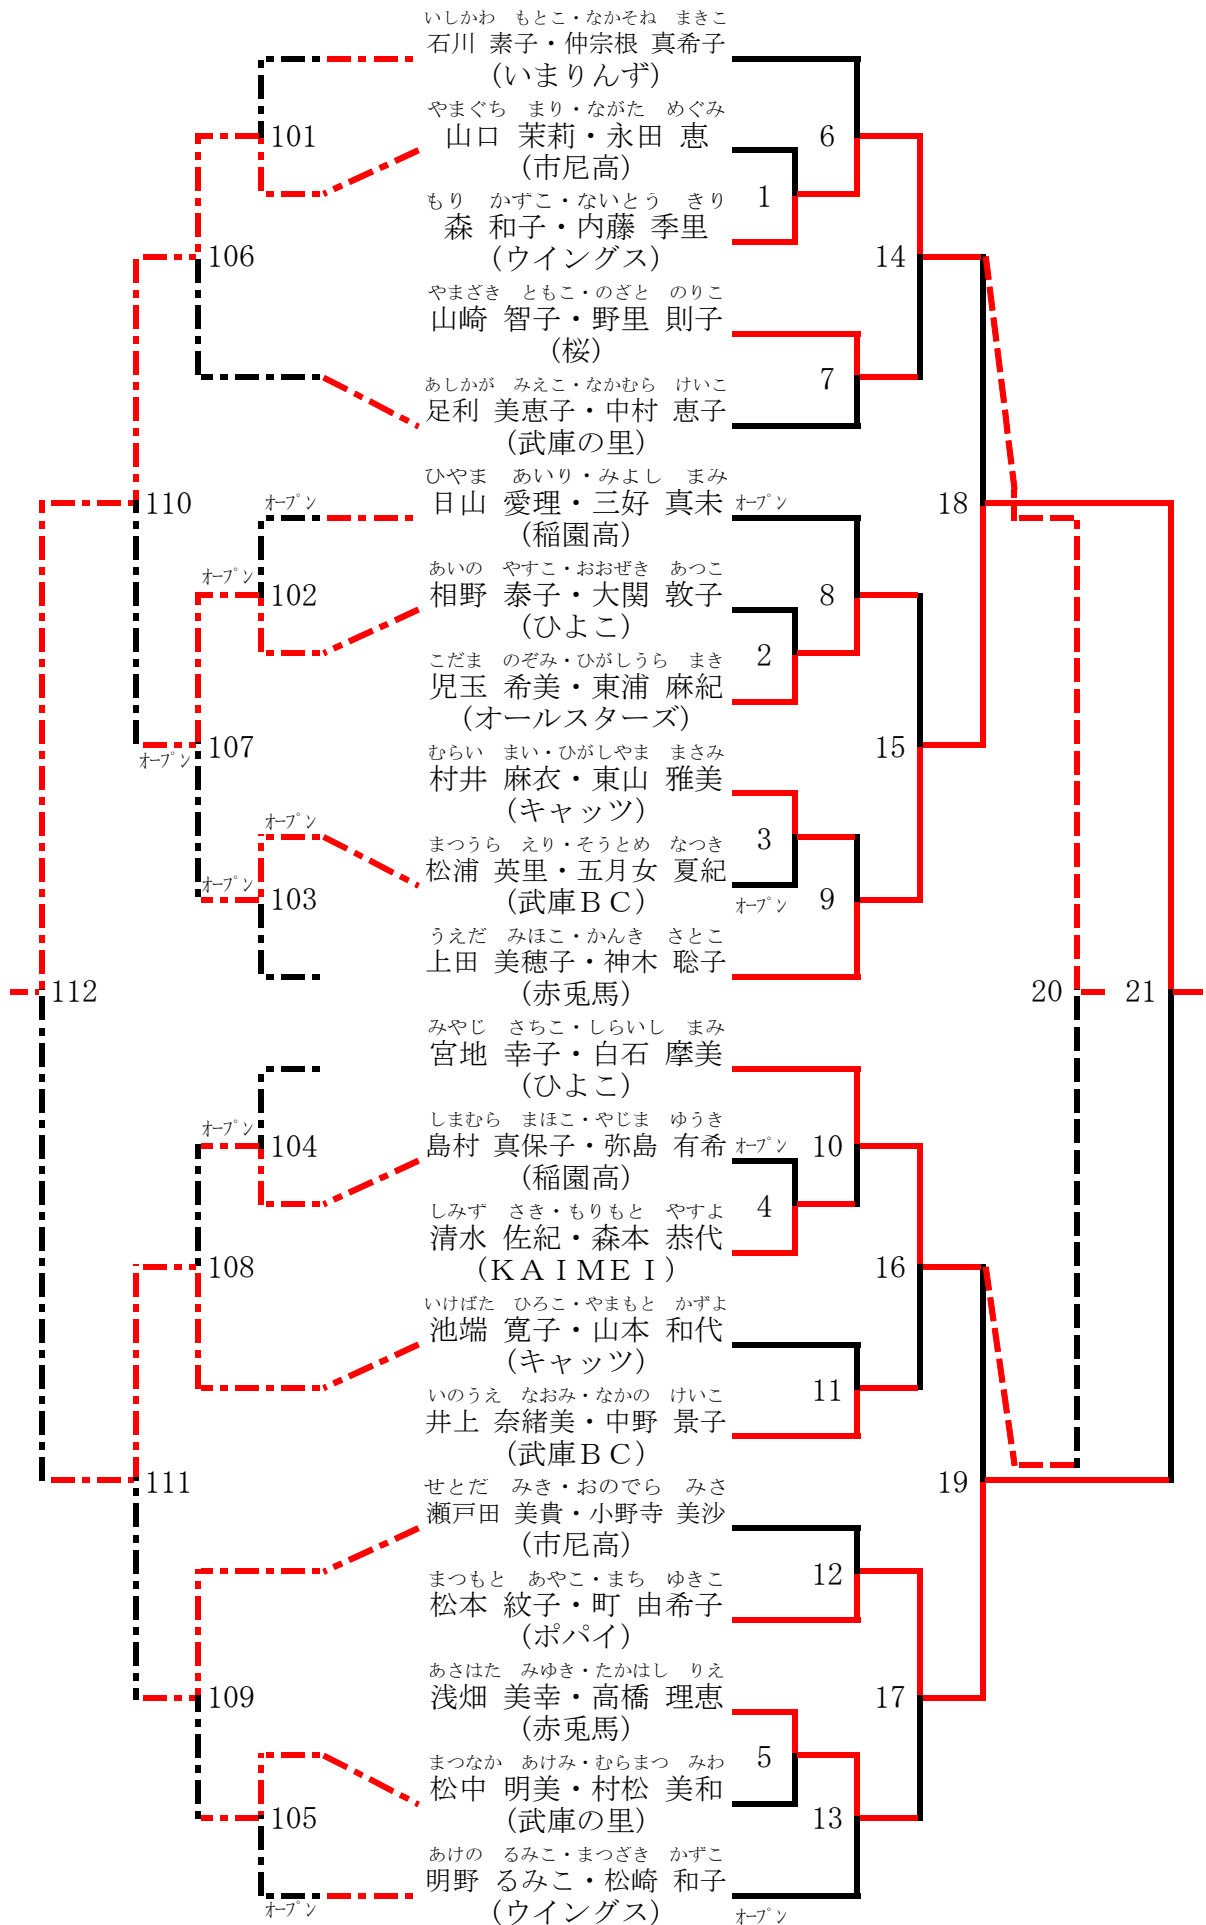 いしかわ　もとこ・なかそね　まきこ
石川 素子・仲宗根 真希子
(いまりんず)
101
やまぐち　まり・ながた　めぐみ
山口 茉莉・永田 恵
(市尼高)
6
1
もり　かずこ・ないとう　きり
森 和子・内藤 季里
(ウイングス)
106
14
やまざき　ともこ・のざと　のりこ
山崎 智子・野里 則子
(桜)
7
あしかが　みえこ・なかむら　けいこ
足利 美恵子・中村 恵子
(武庫の里)
ひやま　あいり・みよし　まみ
110
オープン
日山 愛理・三好 真未
オープン
18
(稲園高)
あいの　やすこ・おおぜき　あつこ
オープン
102
相野 泰子・大関 敦子
8
(ひよこ)
2
こだま　のぞみ・ひがしうら　まき
児玉 希美・東浦 麻紀
(オールスターズ)
オープン
107
15
むらい　まい・ひがしやま　まさみ
村井 麻衣・東山 雅美
(キャッツ)
オープン
3
まつうら　えり・そうとめ　なつき
松浦 英里・五月女 夏紀
オープン
103
(武庫ＢＣ)
オープン
9
うえだ　みほこ・かんき　さとこ
上田 美穂子・神木 聡子
(赤兎馬)
112
20
21
みやじ　さちこ・しらいし　まみ
宮地 幸子・白石 摩美
(ひよこ)
しまむら　まほこ・やじま　ゆうき
オープン
104
島村 真保子・弥島 有希
オープン
10
(稲園高)
4
しみず　さき・もりもと　やすよ
清水 佐紀・森本 恭代
(ＫＡＩＭＥＩ)
108
16
いけばた　ひろこ・やまもと　かずよ
池端 寛子・山本 和代
(キャッツ)
11
いのうえ　なおみ・なかの　けいこ
井上 奈緒美・中野 景子
(武庫ＢＣ)
111
19
せとだ　みき・おのでら　みさ
瀬戸田 美貴・小野寺 美沙
(市尼高)
12
まつもと　あやこ・まち　ゆきこ
松本 紋子・町 由希子
(ポパイ)
109
17
あさはた　みゆき・たかはし　りえ
浅畑 美幸・高橋 理恵
(赤兎馬)
5
まつなか　あけみ・むらまつ　みわ
松中 明美・村松 美和
(武庫の里)
105
13
あけの　るみこ・まつざき　かずこ
明野 るみこ・松崎 和子
オープン
(ウイングス)
オープン